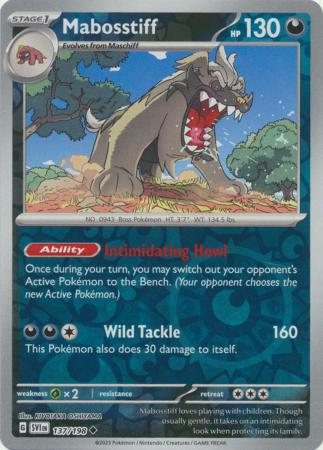 STAGE 1
Mabosstiff
HP 130
Evolves from Maschiff
NO. 0943 Boss Pokémon HT: 3'7" WT: 134.5 lbs.
Ability Intimidating Howl
Once during your turn, you may switch out your opponent's
Active Pokémon to the Bench. (Your opponent chooses the
new Active Pokémon.)
Wild Tackle 160
This Pokémon also does 30 damage to itself.
weakness ×2 resistance retreat
Illus. KIYOTAKA OSHIYAMA
G SVI EN 137/198
Mabosstiff loves playing with children. Though
usually gentle, it takes on an intimidating
look when protecting its family.
©2023 Pokémon / Nintendo / Creatures / GAME FREAK